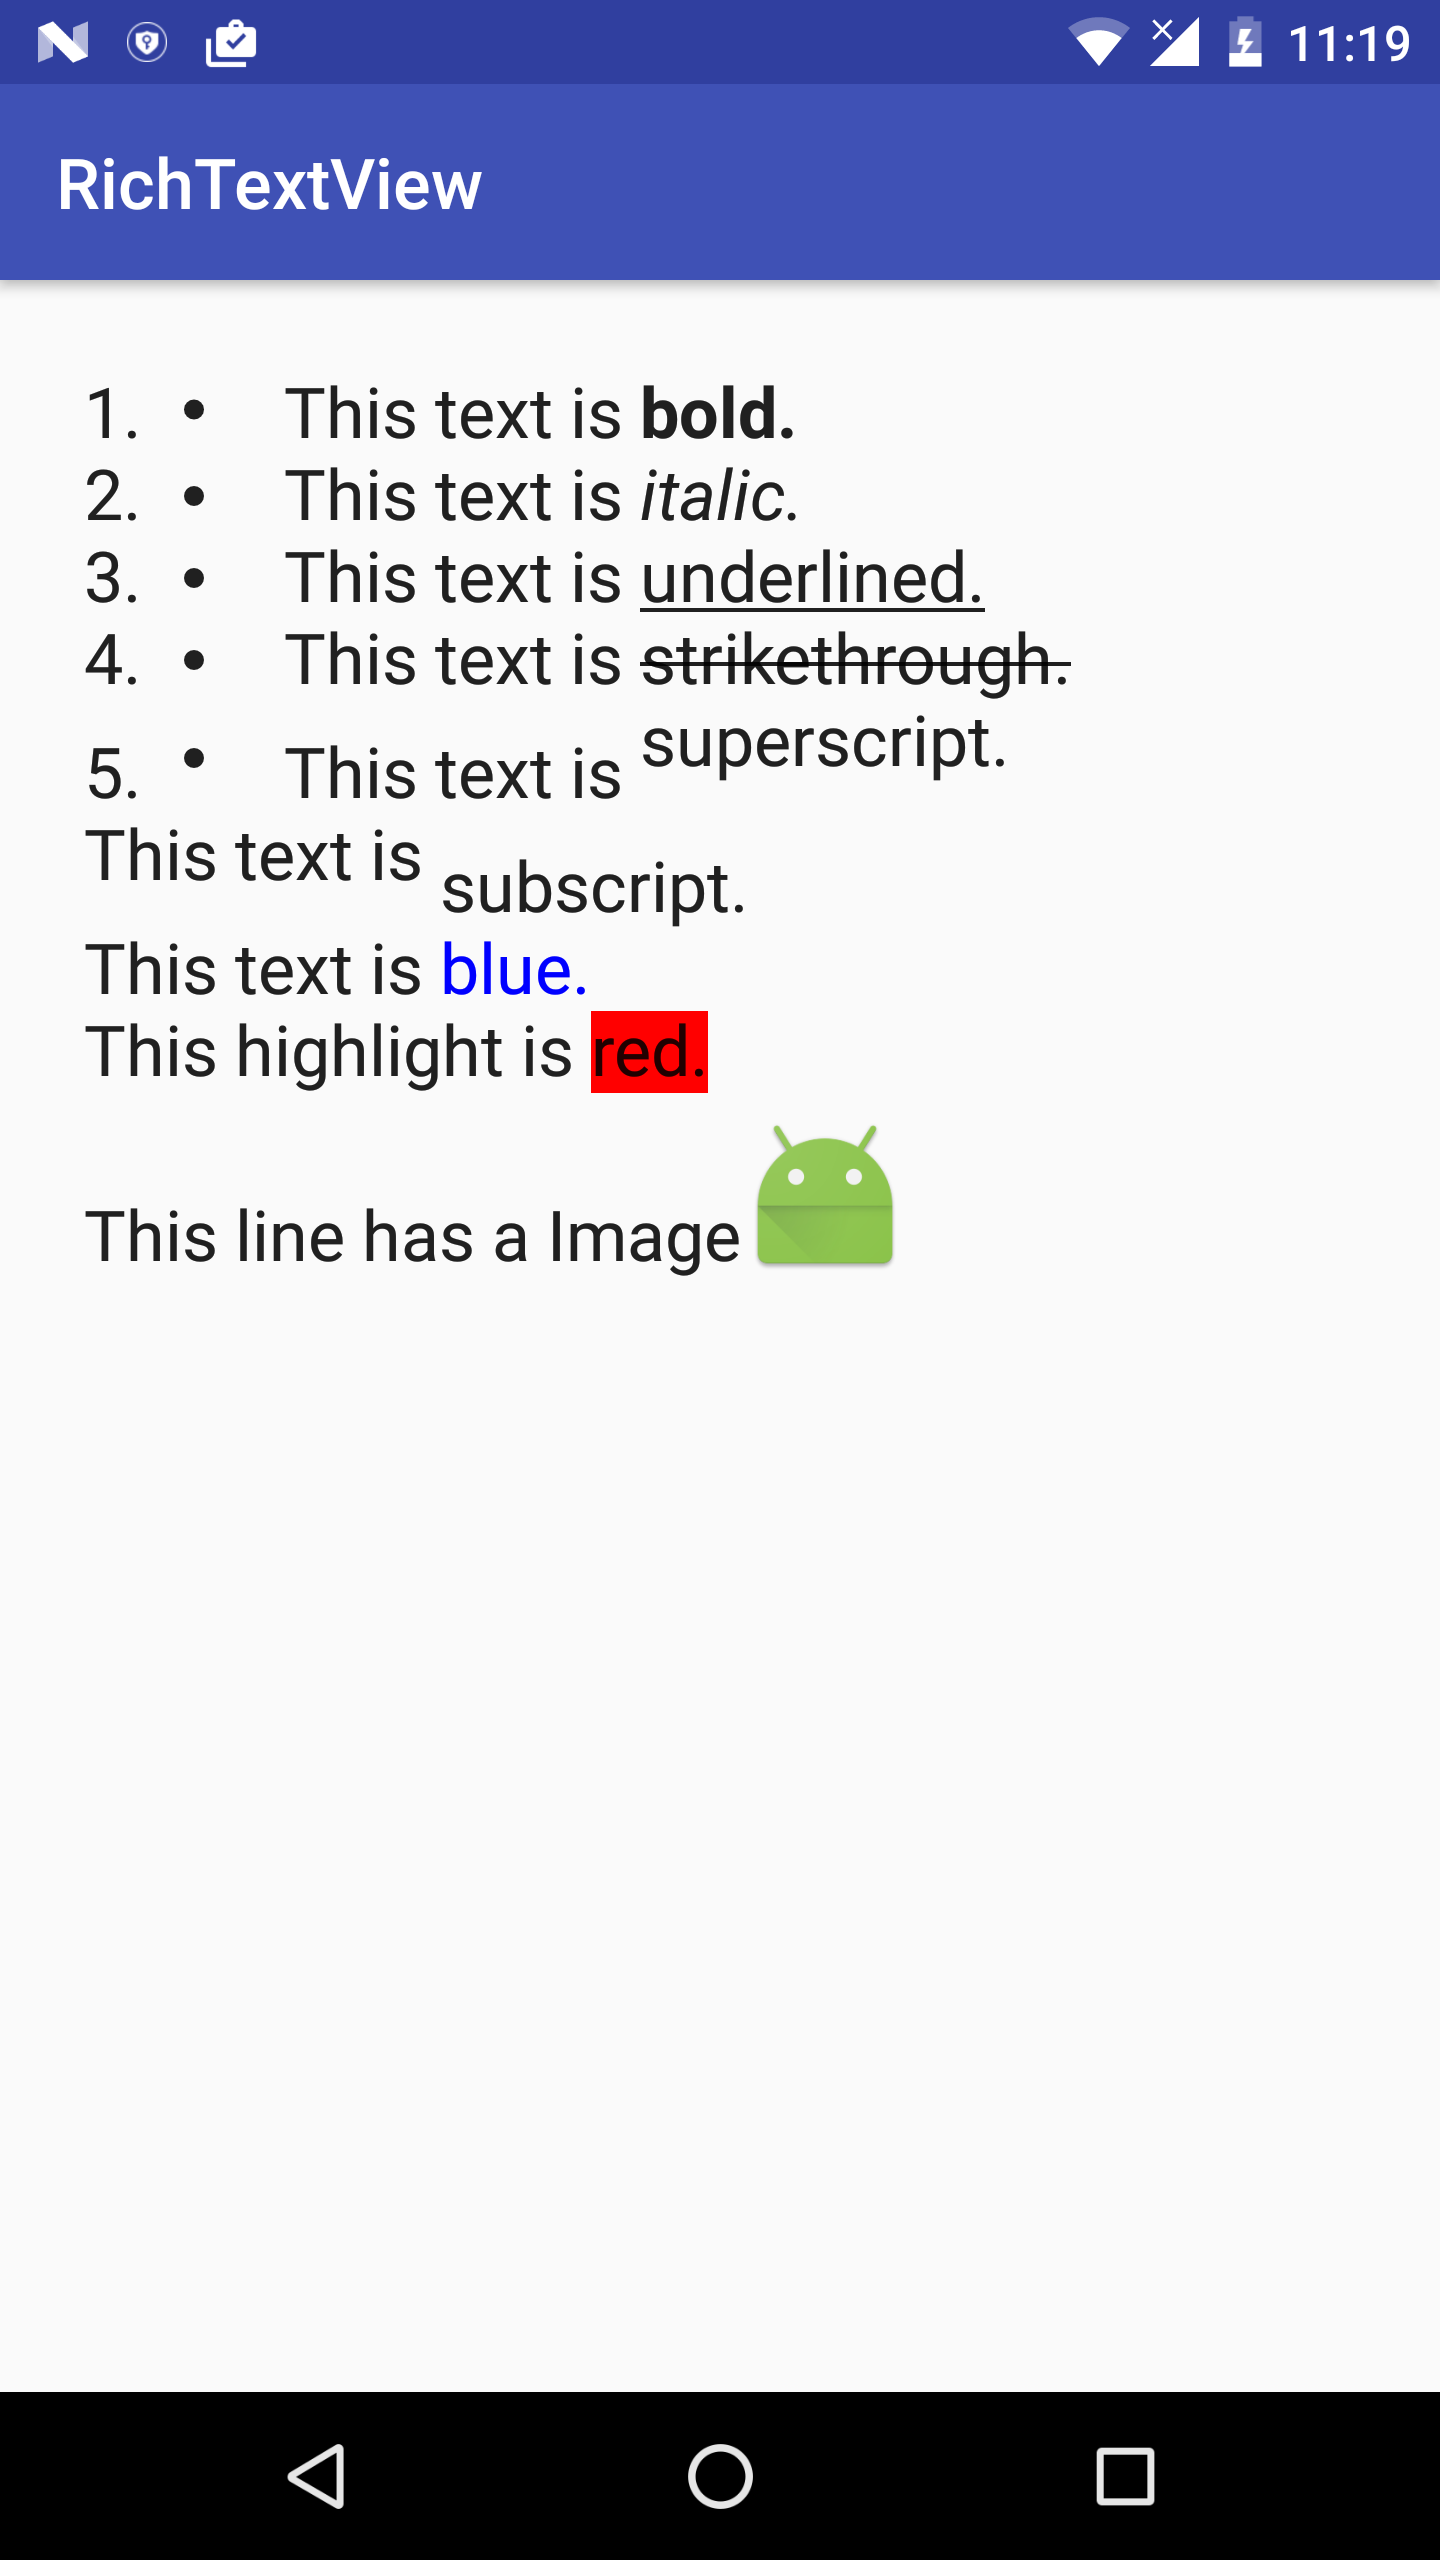 11:19
RichTextView
1. • This text is bold.
2. • This text is italic.
3. • This text is underlined.
4. • This text is strikethrough.
5. • This text is superscript.
This text is subscript.
This text is blue.
This highlight is red.
This line has a Image